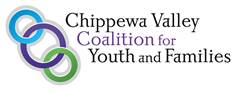 Chippewa Valley
Coalition for
Youth and Families